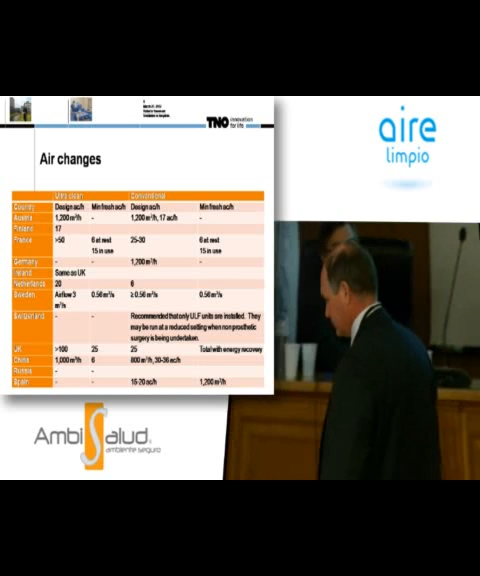 TNO innovation for life
Air changes
Ultra clean Conventional
Country Design ac/h Min fresh ac/h Design ac/h Min fresh ac/h
Austria 1,200 m³/h - 1,200 m³/h, 17 ac/h -
Finland 17
France >50 6 at rest 25-30 6 at rest
15 in use 15 in use
Germany - - 1,200 m³/h -
Ireland Same as UK
Netherlands 20 6
Sweden Airflow 3 0.56 m³/s ≥ 0.56 m³/s 0.56 m³/s
m³/s
Switzerland - - Recommended that only ULF units are installed. They
may be run at a reduced setting when non prosthetic
surgery is being undertaken.
UK >100 25 25 Total with energy recovery
China 1,000 m³/h 6 800 m³/h, 30-36 ac/h -
Russia - -
Spain - - 15-20 ac/h 1,200 m³/h
aire
limpio
AmbiSalud
ambiente seguro